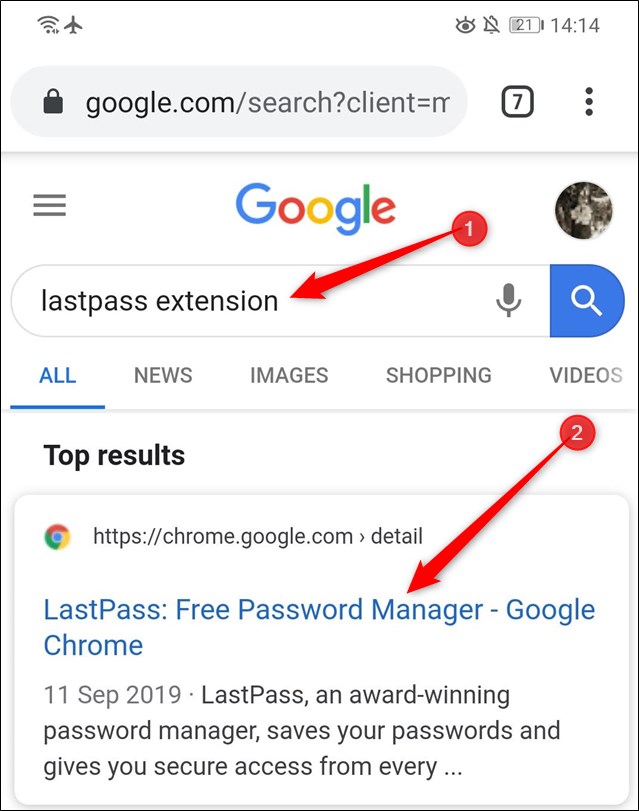 21 14:14
google.com/search?client=m
7
Google
1
lastpass extension
ALL NEWS IMAGES SHOPPING VIDEOS
2
Top results
https://chrome.google.com › detail
LastPass: Free Password Manager - Google
Chrome
11 Sep 2019 · LastPass, an award-winning
password manager, saves your passwords and
gives you secure access from every ...